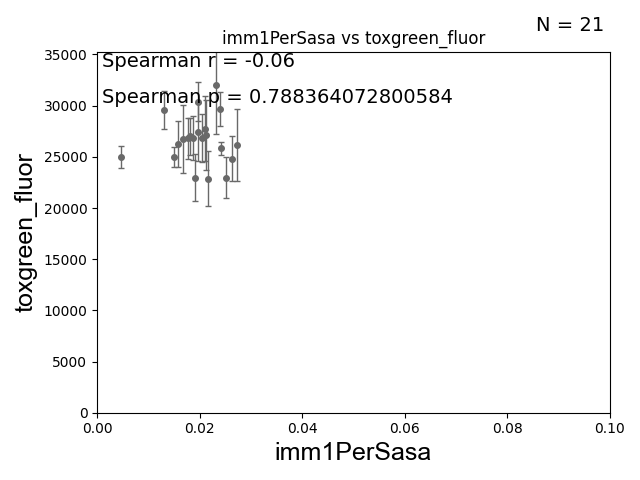 N = 21
imm1PerSasa vs toxgreen_fluor
Spearman r = -0.06
Spearman p = 0.788364072800584
35000
30000
25000
20000
15000
10000
5000
0
toxgreen_fluor
0.00 0.02 0.04 0.06 0.08 0.10
imm1PerSasa